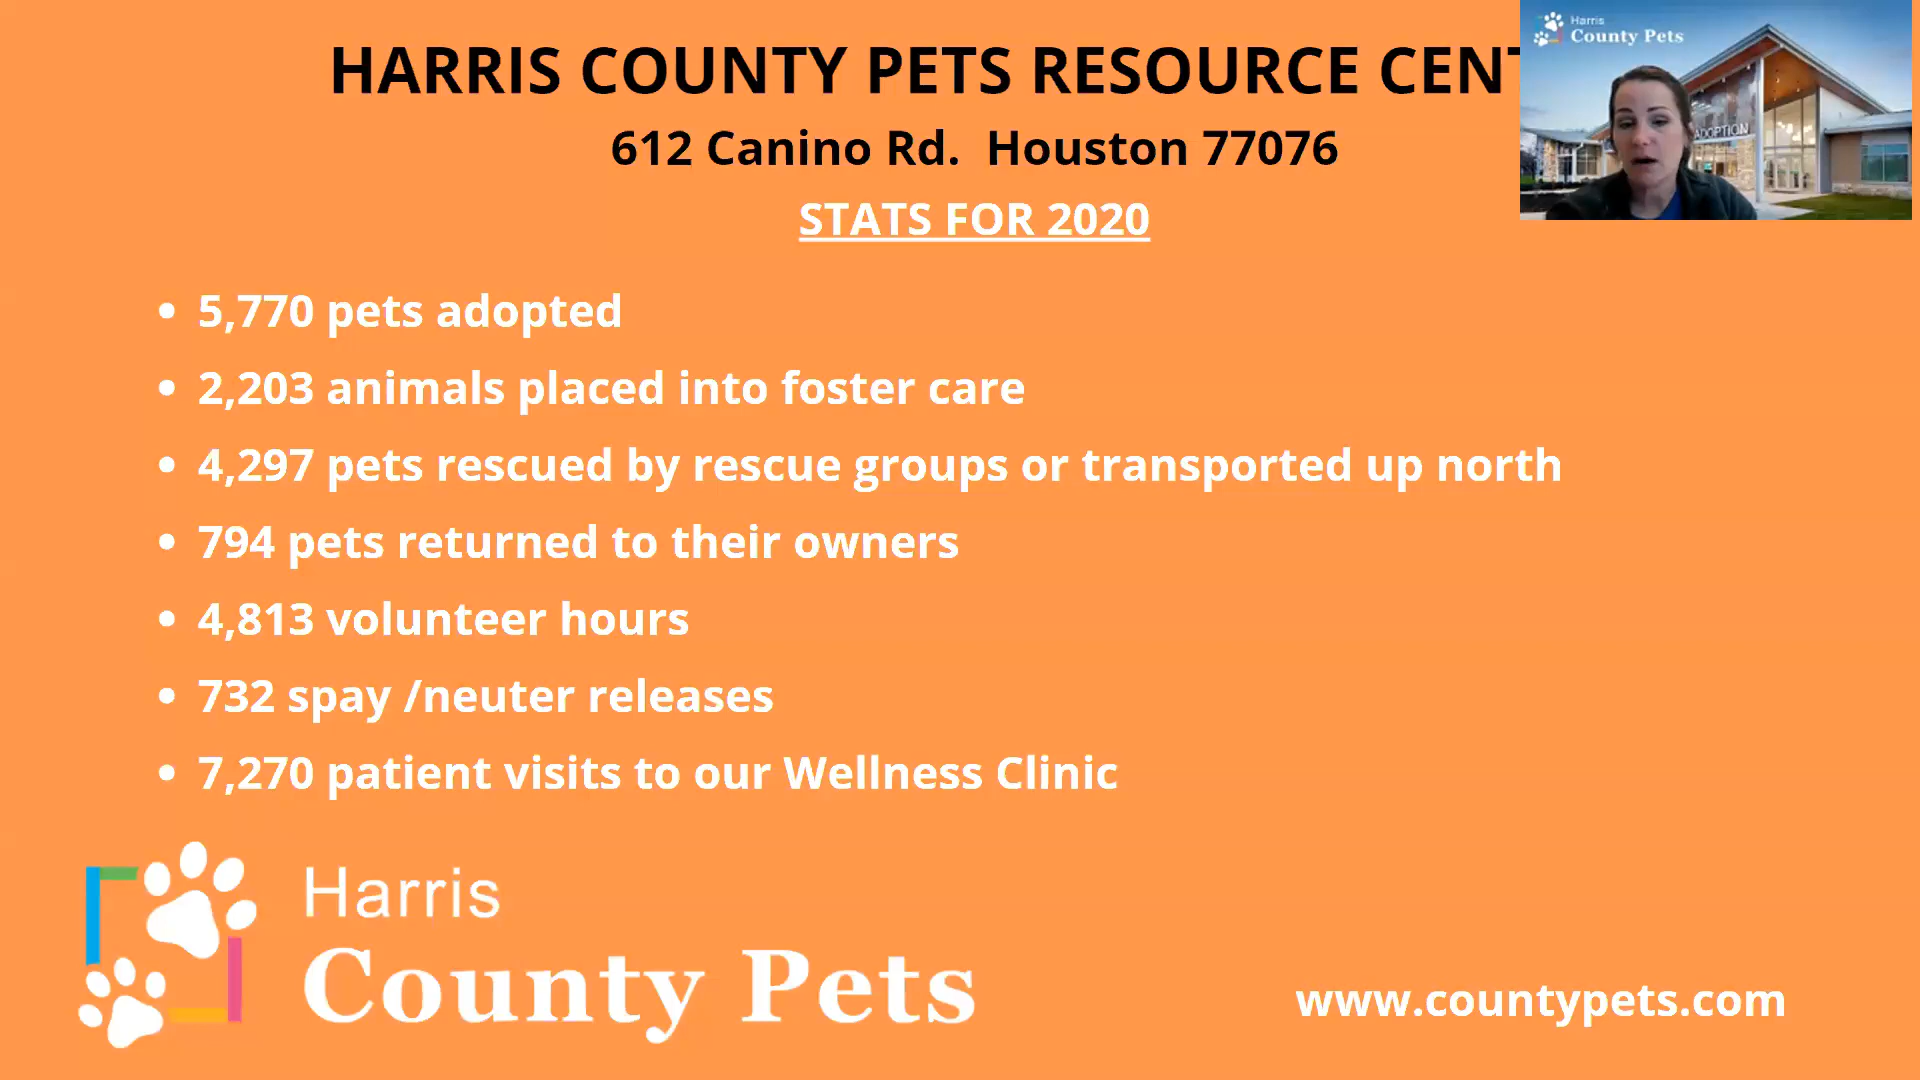 HARRIS COUNTY PETS RESOURCE CENT
612 Canino Rd.  Houston 77076
STATS FOR 2020
• 5,770 pets adopted
• 2,203 animals placed into foster care
• 4,297 pets rescued by rescue groups or transported up north
• 794 pets returned to their owners
• 4,813 volunteer hours
• 732 spay /neuter releases
• 7,270 patient visits to our Wellness Clinic
Harris
County Pets
www.countypets.com
Harris
County Pets
ADOPTION